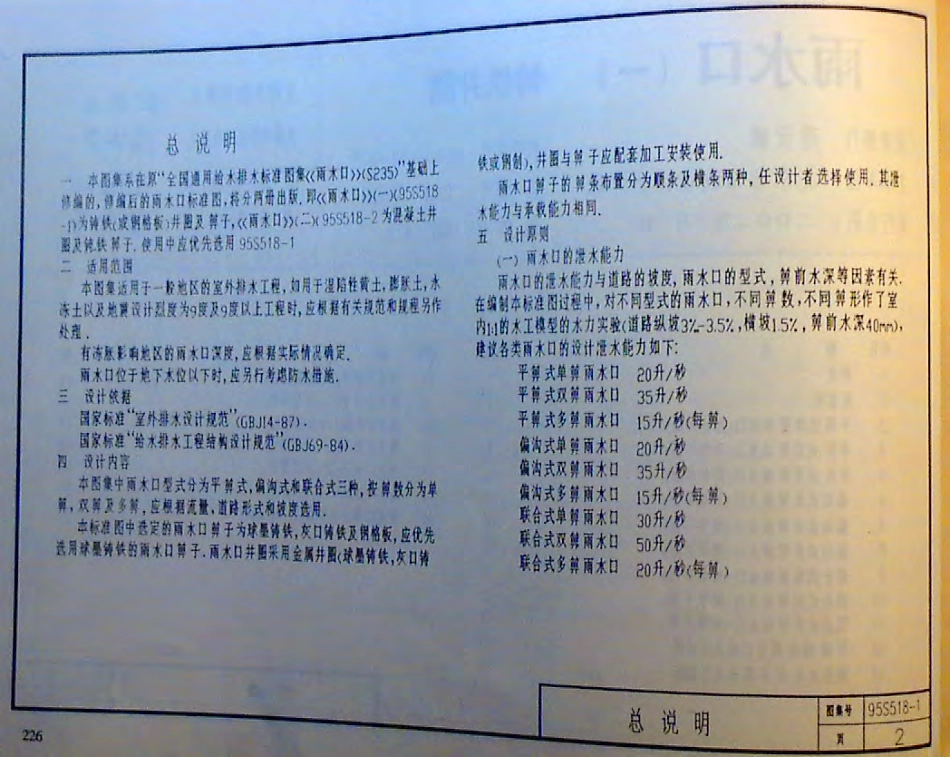 总 说 明
一 本图集系在原“全国通用给水排水标准图集<<雨水口>>(S235)”基础上
修编的,修编后的雨水口标准图,将分两册出版.即<<雨水口>>(一)(95S518
-1)为铸铁(或钢格板)井圈及箅子,<<雨水口>>(二)(95S518-2为混凝土井
圈及铸铁箅子.使用中应优先选用95S518-1
二 适用范围
本图集适用于一般地区的室外排水工程,如用于湿陷性黄土,膨胀土,永
冻土以及地震设计烈度为9度及9度以上工程时,应根据有关规范和规程另作
处理.
有冻胀影响地区的雨水口深度,应根据实际情况确定.
雨水口位于地下水位以下时,应另行考虑防水措施.
三 设计依据
国家标准“室外排水设计规范”(GBJ14-87).
国家标准“给水排水工程结构设计规范”(GBJ69-84).
四 设计内容
本图集中雨水口型式分为平箅式,偏沟式和联合式三种,按箅数分为单
箅,双箅及多箅,应根据流量,道路形式和坡度选用.
本标准图中选定的雨水口箅子为球墨铸铁,灰口铸铁及钢格板,应优先
选用球墨铸铁的雨水口箅子.雨水口井圈采用金属井圈(球墨铸铁,灰口铸
铁或钢制),井圈与箅子应配套加工安装使用.
雨水口箅子的箅条布置分为顺条及横条两种,任设计者选择使用.其泄
水能力与承载能力相同.
五 设计原则
(一) 雨水口的泄水能力
雨水口的泄水能力与道路的坡度,雨水口的型式,箅前水深等因素有关.
在编制本标准图过程中,对不同型式的雨水口,不同箅数,不同箅形作了室
内1:1的水工模型的水力实验(道路纵坡3%-3.5%,横坡1.5%,箅前水深40mm),
建议各类雨水口的设计泄水能力如下:
平箅式单箅雨水口 20升/秒
平箅式双箅雨水口 35升/秒
平箅式多箅雨水口 15升/秒(每箅)
偏沟式单箅雨水口 20升/秒
偏沟式双箅雨水口 35升/秒
偏沟式多箅雨水口 15升/秒(每箅)
联合式单箅雨水口 30升/秒
联合式双箅雨水口 50升/秒
联合式多箅雨水口 20升/秒(每箅)
总 说 明
图集号 95S518-1
页 2
226